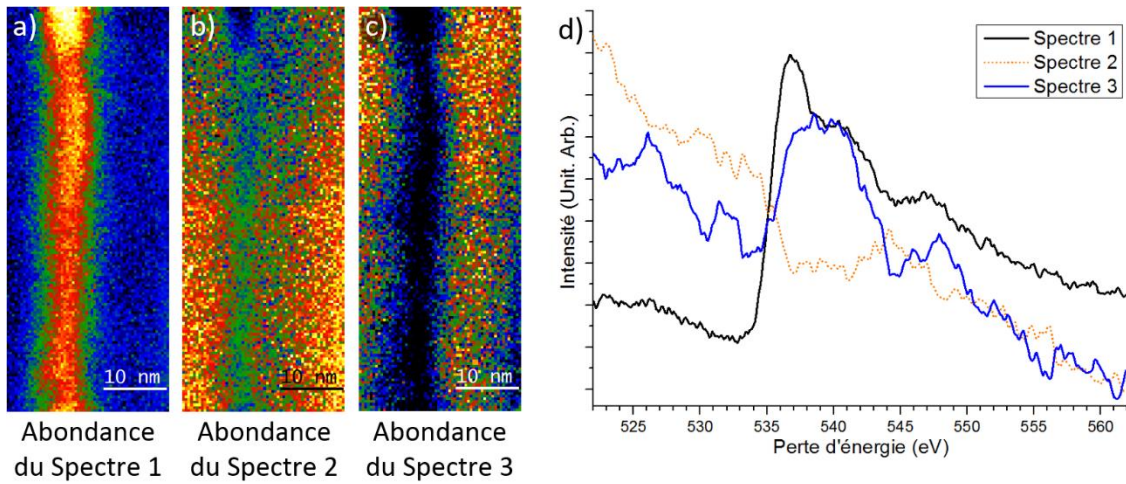 a)
b)
c)
d)
10 nm
10 nm
10 nm
Abondance
du Spectre 1
Abondance
du Spectre 2
Abondance
du Spectre 3
Spectre 1
Spectre 2
Spectre 3
Intensité (Unit. Arb.)
525 530 535 540 545 550 555 560
Perte d'énergie (eV)